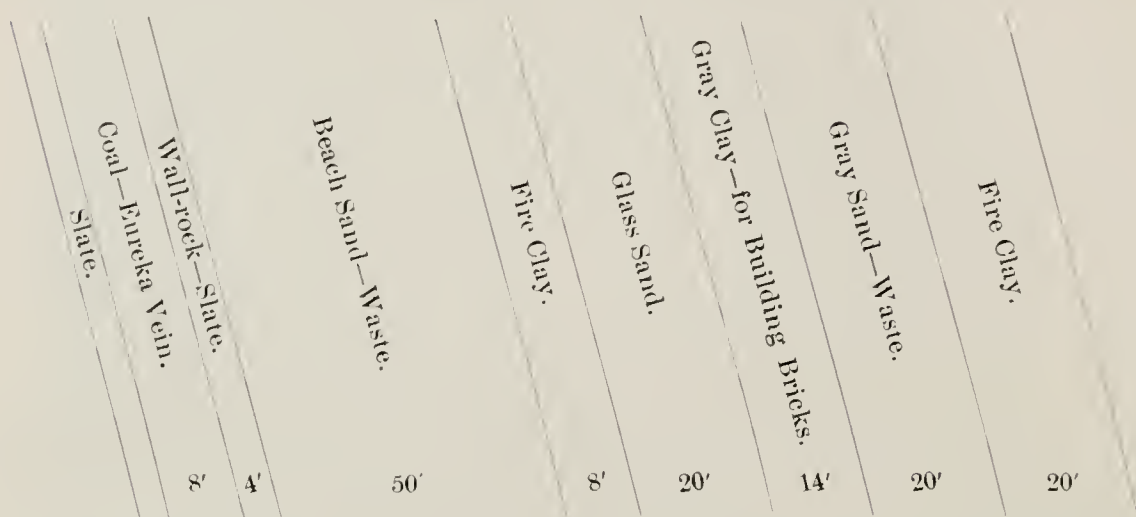 Slate.
Coal—Eureka Vein.
Wall-rock—Slate.
Beach Sand—Waste.
Fire Clay.
Glass Sand.
Gray Clay—for Building Bricks.
Gray Sand—Waste.
Fire Clay.
8' 4' 50' 8' 20' 14' 20' 20'